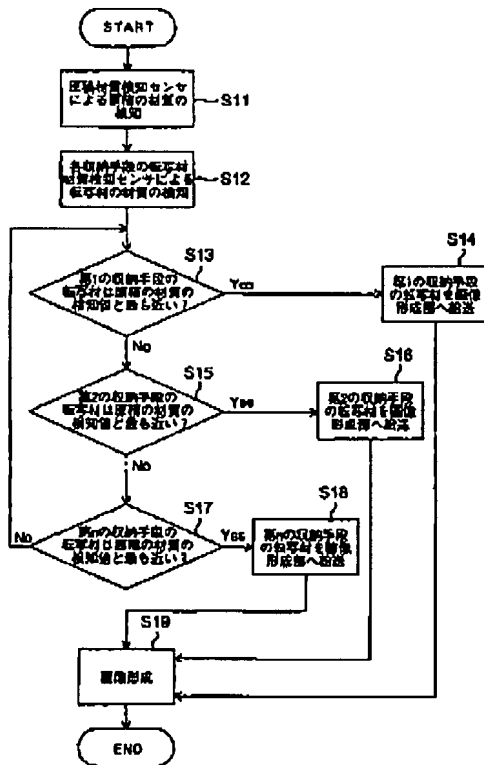 START
原稿材質検知センサ
による原稿の材質の
検知
S11
各収納手段の転写材
材質検知センサによる
転写材の材質の検知
S12
S13
第1の収納手段の
転写材は原稿の材質の
検知値と最も近い?
Yes
No
S14
第1の収納手段
の転写材を画像
形成部へ給送
S15
第2の収納手段の
転写材は原稿の材質の
検知値と最も近い?
Yes
No
S16
第2の収納手段
の転写材を画像
形成部へ給送
S17
第nの収納手段の
転写材は原稿の材質の
検知値と最も近い?
No
Yes
S18
第nの収納手段
の転写材を画像
形成部へ給送
S19
画像形成
END